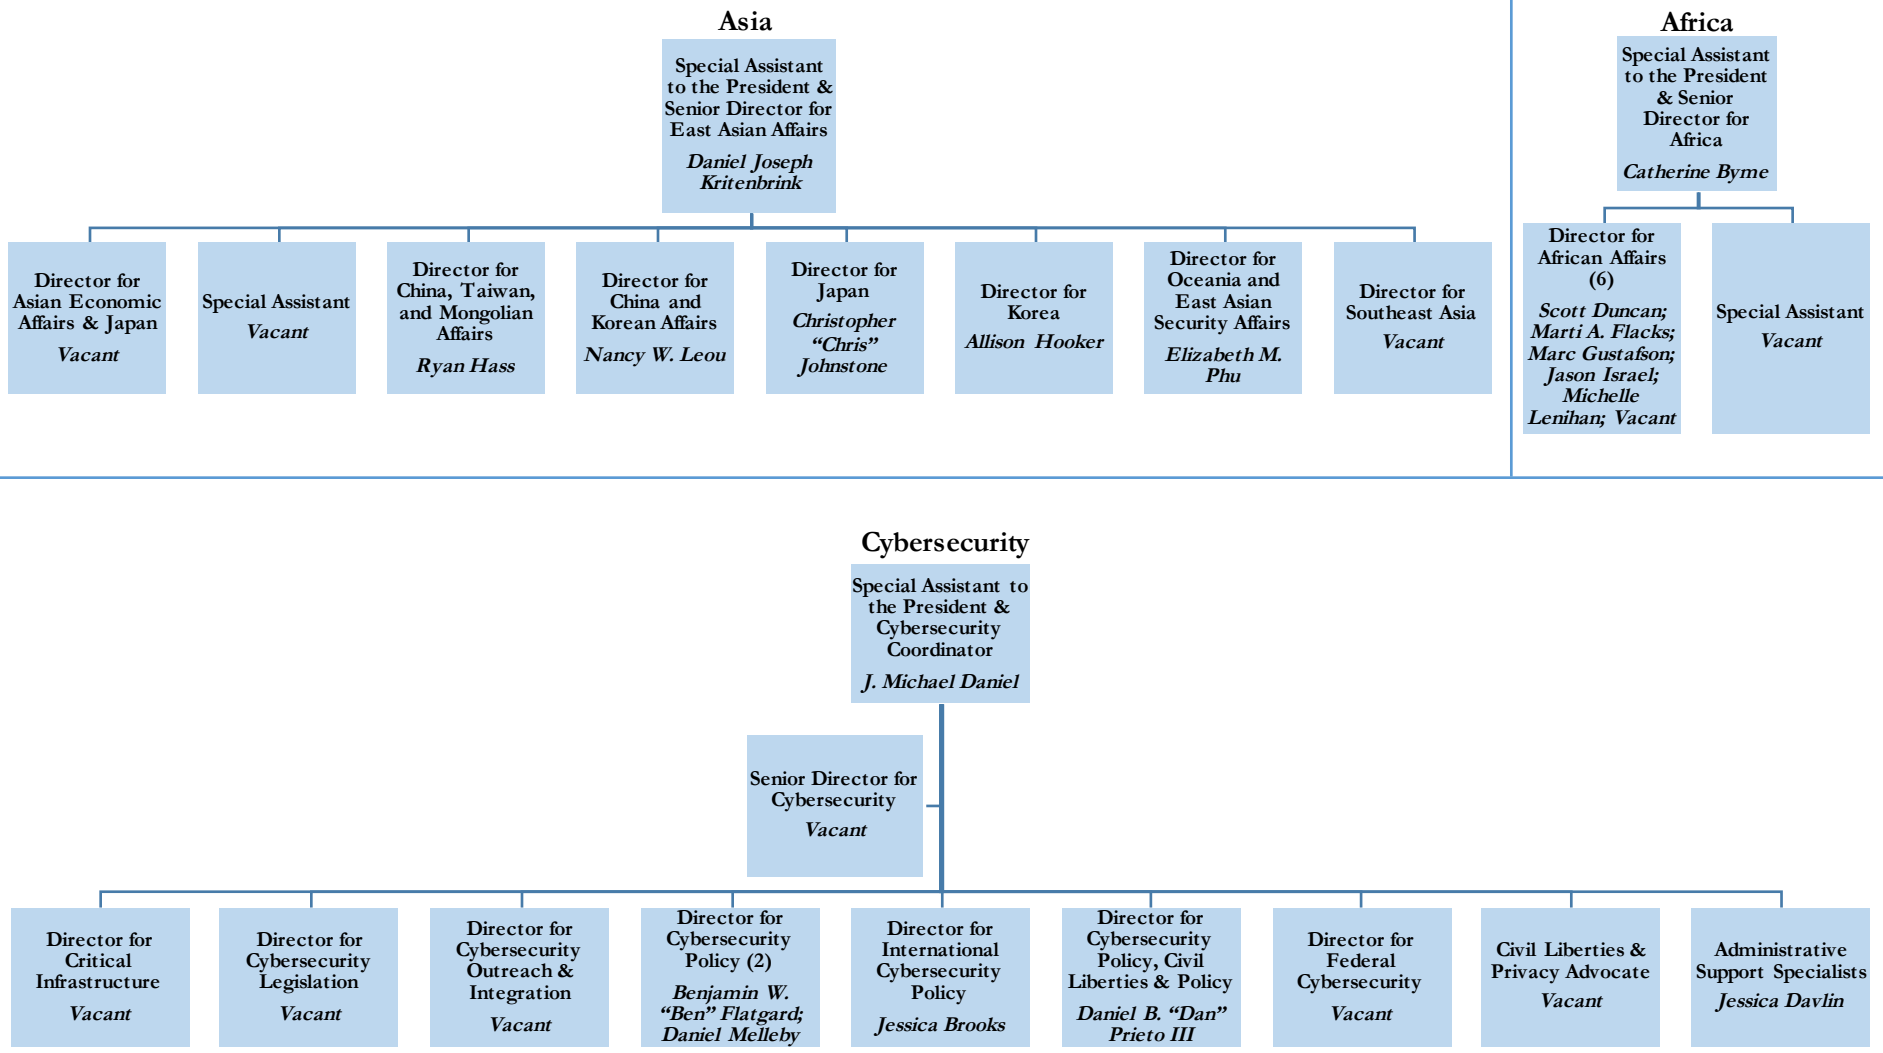 Asia
Special Assistant
to the President &
Senior Director for
East Asian Affairs
Daniel Joseph
Kritenbrink
Director for
Asian Economic
Affairs & Japan
Vacant
Special Assistant
Vacant
Director for
China, Taiwan,
and Mongolian
Affairs
Ryan Hass
Director for
China and
Korean Affairs
Nancy W. Leou
Director for
Japan
Christopher
“Chris”
Johnstone
Director for
Korea
Allison Hooker
Director for
Oceania and
East Asian
Security Affairs
Elizabeth M.
Phu
Director for
Southeast Asia
Vacant
Africa
Special Assistant
to the President
& Senior
Director for
Africa
Catherine Byrne
Director for
African Affairs
(6)
Scott Duncan;
Marti A. Flacks;
Marc Gustafson;
Jason Israel;
Michelle
Lenihan; Vacant
Special Assistant
Vacant
Cybersecurity
Special Assistant to
the President &
Cybersecurity
Coordinator
J. Michael Daniel
Senior Director for
Cybersecurity
Vacant
Director for
Critical
Infrastructure
Vacant
Director for
Cybersecurity
Legislation
Vacant
Director for
Cybersecurity
Outreach &
Integration
Vacant
Director for
Cybersecurity
Policy (2)
Benjamin W.
“Ben” Flatgard;
Daniel Melleby
Director for
International
Cybersecurity
Policy
Jessica Brooks
Director for
Cybersecurity
Policy, Civil
Liberties & Policy
Daniel B. “Dan”
Prieto III
Director for
Federal
Cybersecurity
Vacant
Civil Liberties &
Privacy Advocate
Vacant
Administrative
Support Specialists
Jessica Davlin